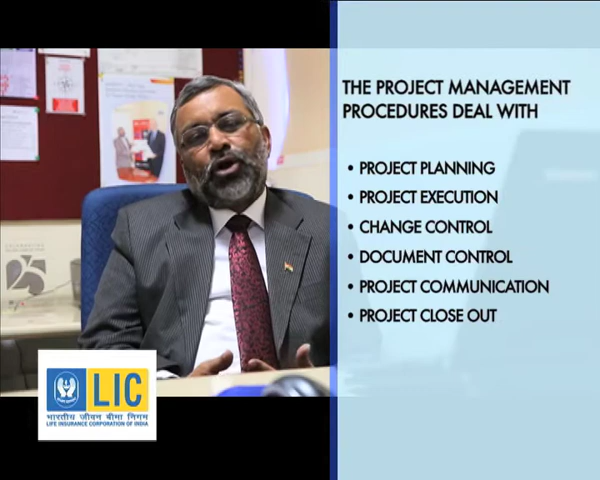 THE PROJECT MANAGEMENT
PROCEDURES DEAL WITH
• PROJECT PLANNING
• PROJECT EXECUTION
• CHANGE CONTROL
• DOCUMENT CONTROL
• PROJECT COMMUNICATION
• PROJECT CLOSE OUT
25
LIC
भारतीय जीवन बीमा निगम
LIFE INSURANCE CORPORATION OF INDIA